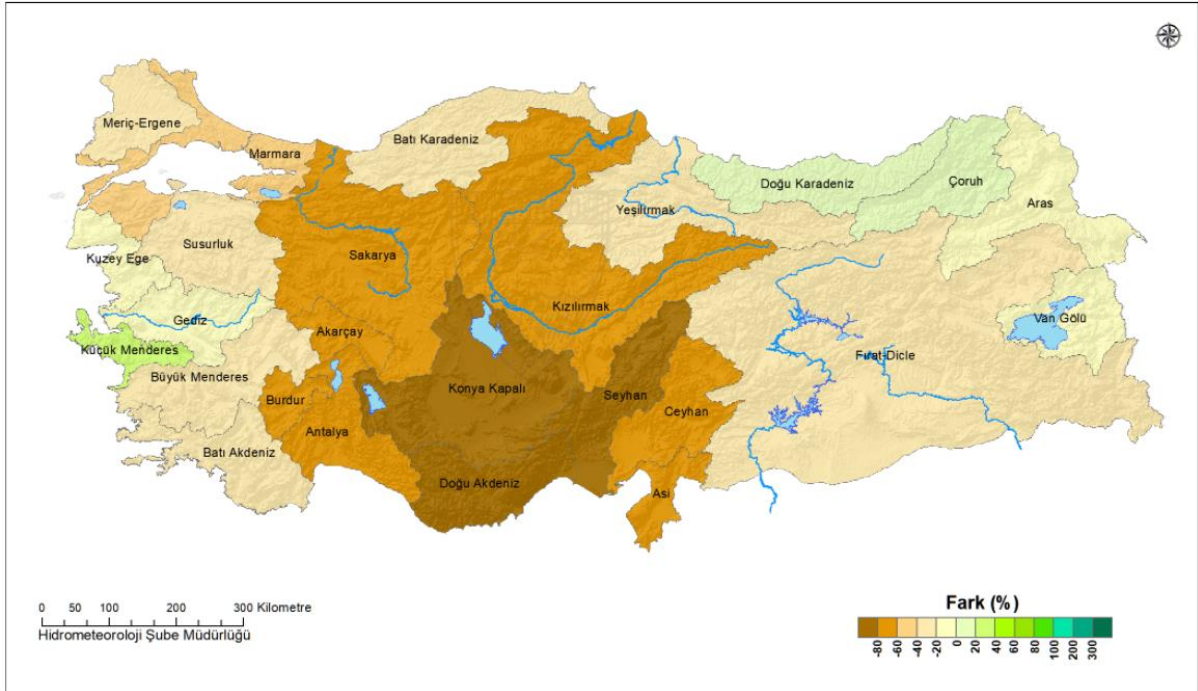 Meriç-Ergene
Marmara
Batı Karadeniz
Doğu Karadeniz
Çoruh
Aras
Yeşilırmak
Susurluk
Sakarya
Kuzey Ege
Kızılırmak
Gediz
Akarçay
Van Gölü
Küçük Menderes
Büyük Menderes
Fırat-Dicle
Konya Kapalı
Seyhan
Burdur
Ceyhan
Antalya
Batı Akdeniz
Doğu Akdeniz
Asi
0 50 100 200 300 Kilometre
Hidrometeoroloji Şube Müdürlüğü
Fark (%)
-80 -60 -40 -20 0 20 40 60 80 100 200 300